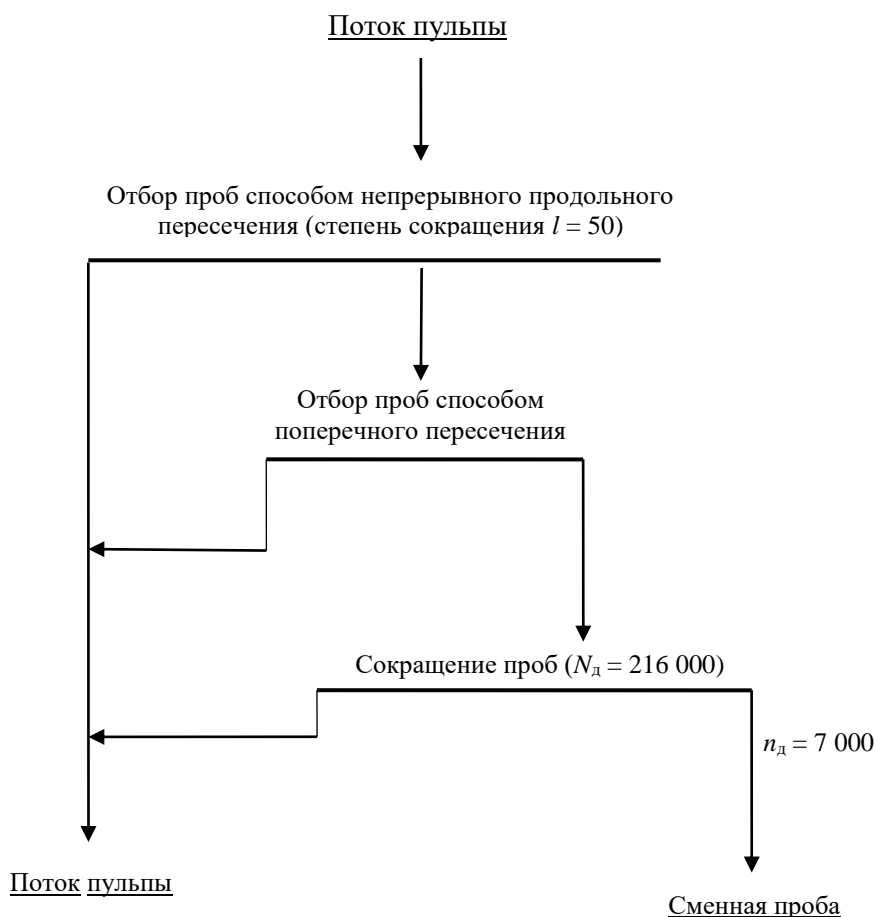 Поток пульпы
Отбор проб способом непрерывного продольного
пересечения (степень сокращения l = 50)
Отбор проб способом
поперечного пересечения
Сокращение проб (Nд = 216 000)
nд = 7 000
Поток пульпы
Сменная проба